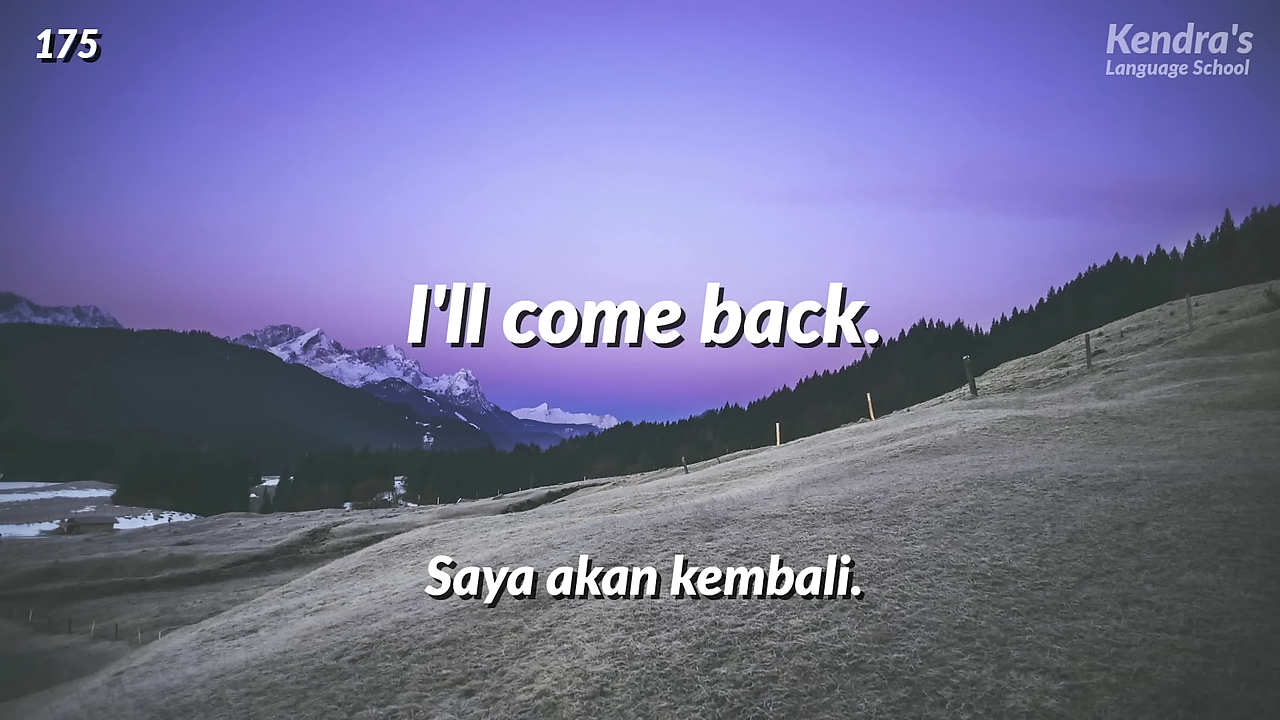 175
Kendra's
Language School
I'll come back.
Saya akan kembali.